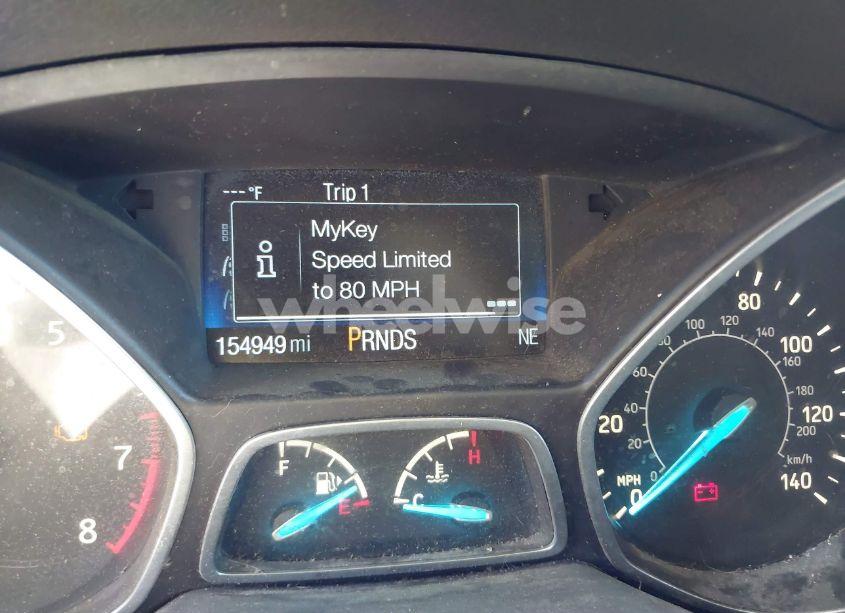 ---°F Trip 1
MyKey
i Speed Limited
to 80 MPH
wheelwise
154949 mi PRNDS NE
5
7
8
F
E
H
C
0
20
80
100
120
140
MPH
0
20
40
60
80
100
120
140
160
180
200
km/h